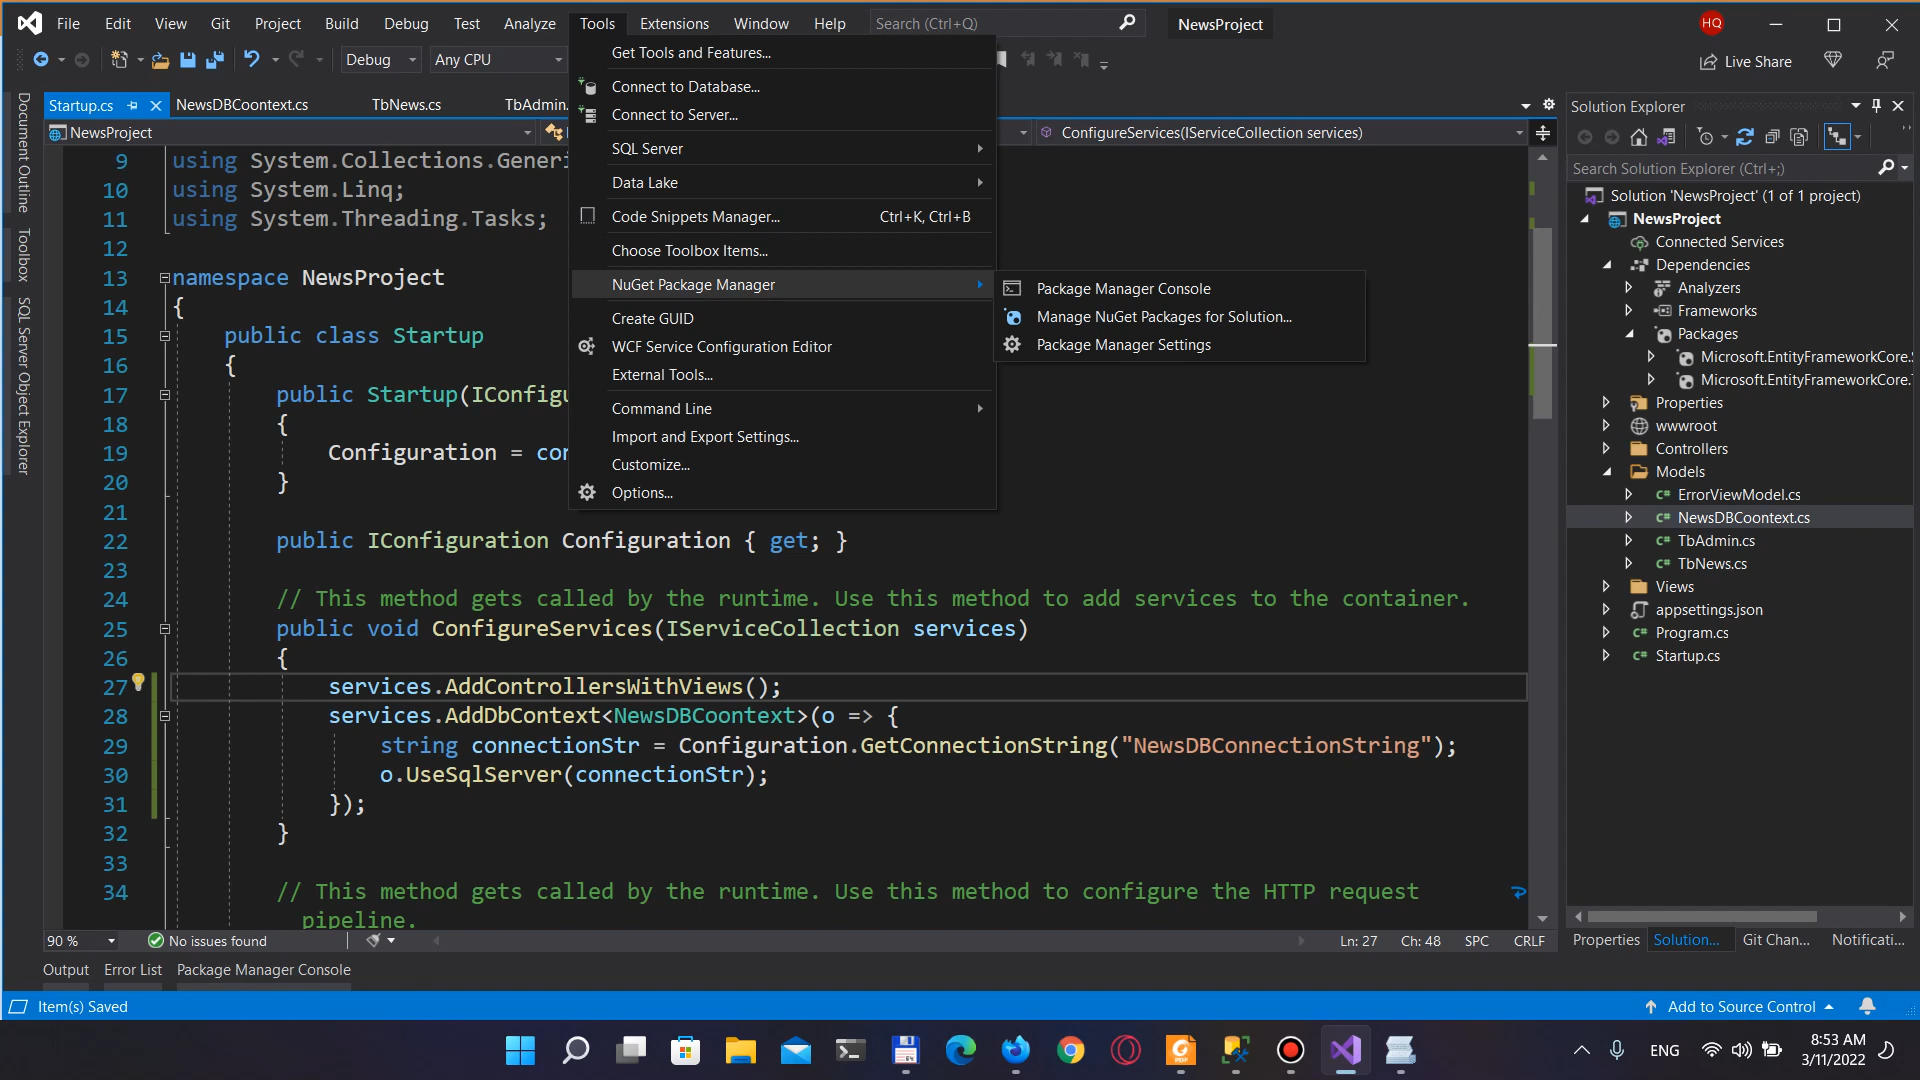 File Edit View Git Project Build Debug Test Analyze Tools Extensions Window Help Search (Ctrl+Q) NewsProject HQ
Debug Any CPU Live Share
Get Tools and Features...
Connect to Database...
Connect to Server...
SQL Server
Data Lake
Code Snippets Manager... Ctrl+K, Ctrl+B
Choose Toolbox Items...
NuGet Package Manager
Create GUID
WCF Service Configuration Editor
External Tools...
Command Line
Import and Export Settings...
Customize...
Options...
Package Manager Console
Manage NuGet Packages for Solution...
Package Manager Settings
Document Outline
Toolbox
SQL Server Object Explorer
Startup.cs NewsDBCoontext.cs TbNews.cs TbAdmin.
NewsProject ConfigureServices(IServiceCollection services)
9 using System.Collections.Generi
10 using System.Linq;
11 using System.Threading.Tasks;
12
13 namespace NewsProject
14 {
15 public class Startup
16 {
17 public Startup(IConfigu
18 {
19 Configuration = con
20 }
21
22 public IConfiguration Configuration { get; }
23
24 // This method gets called by the runtime. Use this method to add services to the container.
25 public void ConfigureServices(IServiceCollection services)
26 {
27 services.AddControllersWithViews();
28 services.AddDbContext<NewsDBCoontext>(o => {
29 string connectionStr = Configuration.GetConnectionString("NewsDBConnectionString");
30 o.UseSqlServer(connectionStr);
31 });
32 }
33
34 // This method gets called by the runtime. Use this method to configure the HTTP request
pipeline.
90 % No issues found Ln: 27 Ch: 48 SPC CRLF
Output Error List Package Manager Console
Solution Explorer
Search Solution Explorer (Ctrl+;)
Solution 'NewsProject' (1 of 1 project)
NewsProject
Connected Services
Dependencies
Analyzers
Frameworks
Packages
Microsoft.EntityFrameworkCore.S
Microsoft.EntityFrameworkCore.T
Properties
wwwroot
Controllers
Models
C# ErrorViewModel.cs
C# NewsDBCoontext.cs
C# TbAdmin.cs
C# TbNews.cs
Views
appsettings.json
C# Program.cs
C# Startup.cs
Properties Solution... Git Chan... Notificati...
Item(s) Saved Add to Source Control
ENG 8:53 AM
3/11/2022